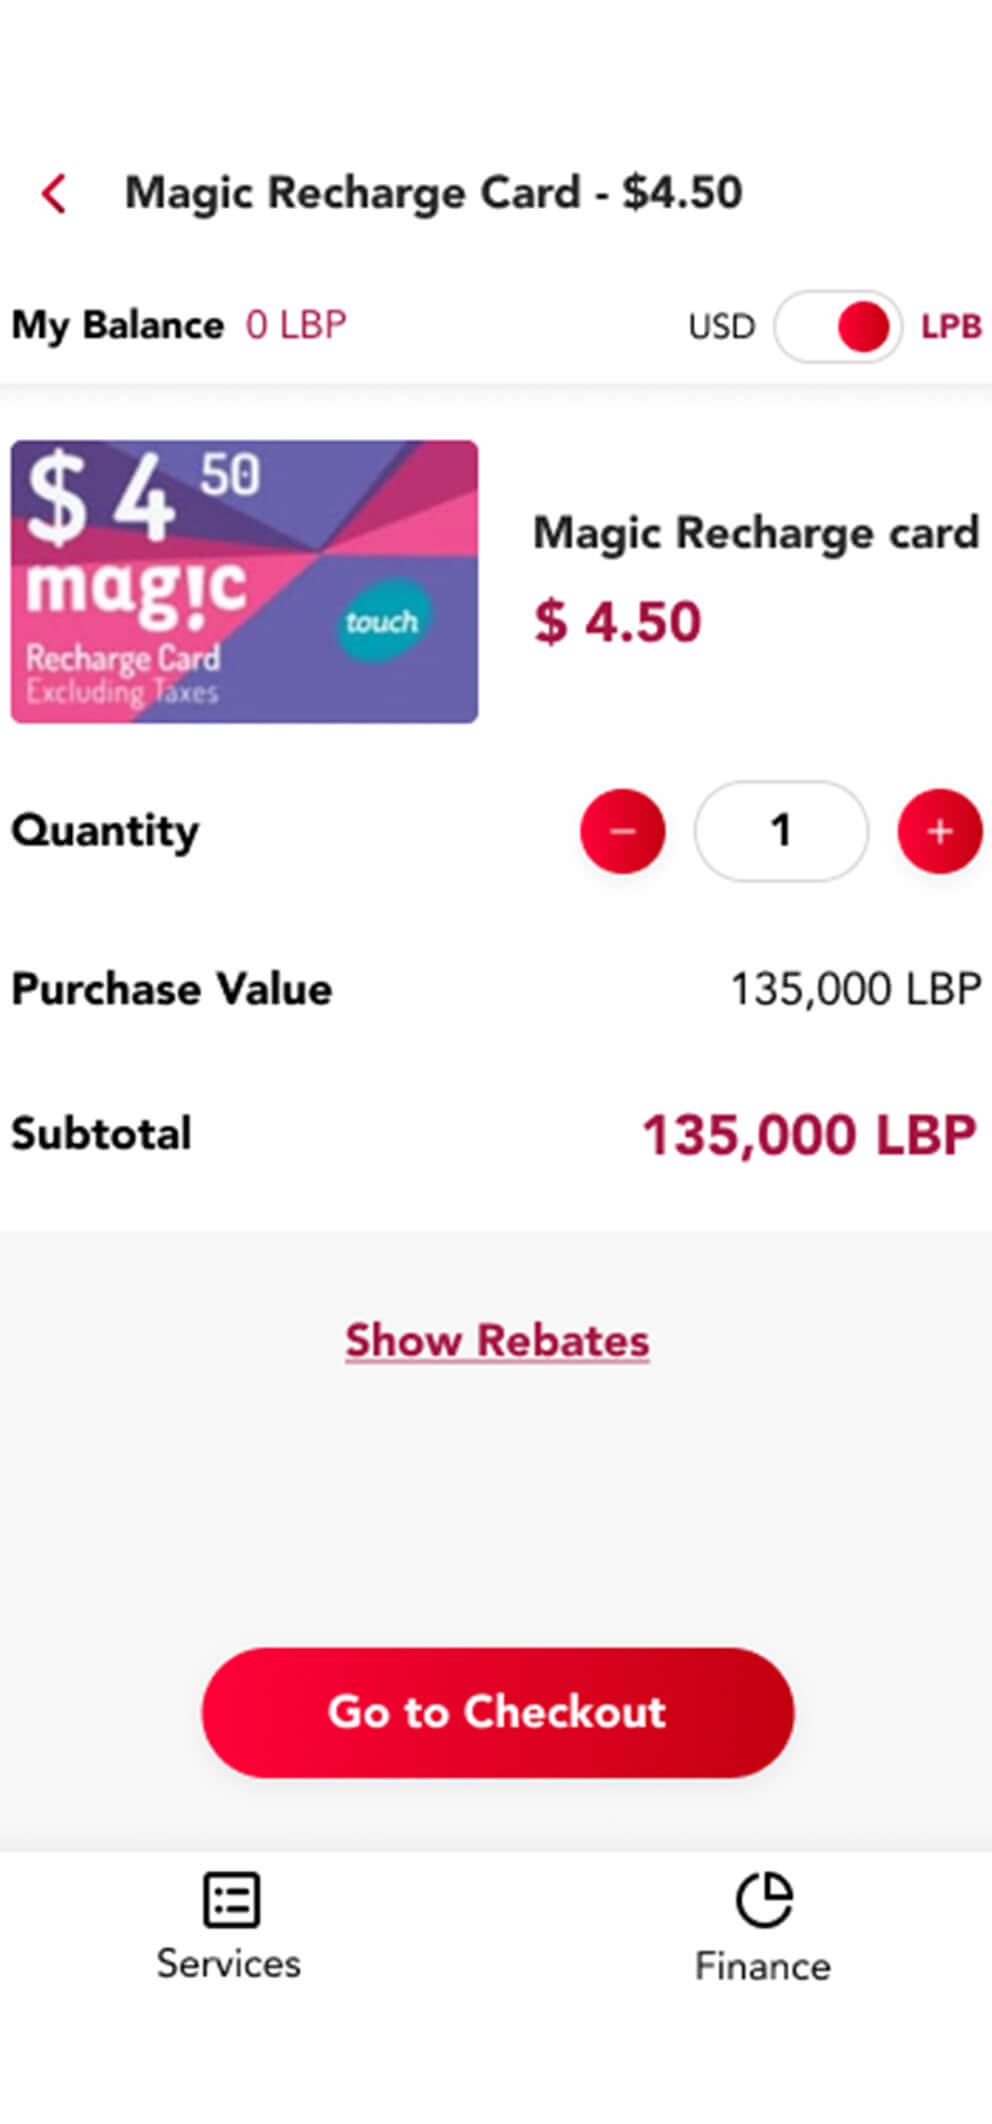 Magic Recharge Card - $4.50
My Balance 0 LBP
USD LPB
$ 4 50
mag!c
touch
Recharge Card
Excluding Taxes
Magic Recharge card
$ 4.50
Quantity
− 1 +
Purchase Value 135,000 LBP
Subtotal 135,000 LBP
Show Rebates
Go to Checkout
Services Finance